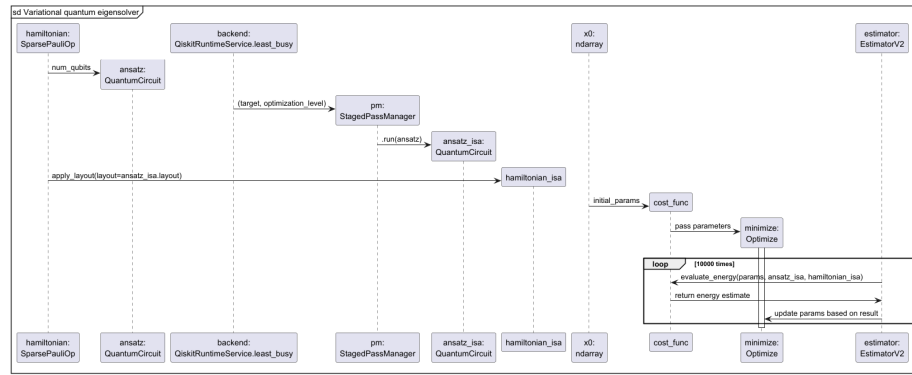 sd Variational quantum eigensolver
hamiltonian:
SparsePauliOp
backend:
QiskitRuntimeService.least_busy
x0:
ndarray
estimator:
EstimatorV2
num_qubits
ansatz:
QuantumCircuit
(target, optimization_level)
pm:
StagedPassManager
.run(ansatz)
ansatz_isa:
QuantumCircuit
apply_layout(layout=ansatz_isa.layout)
hamiltonian_isa
initial_params
cost_func
pass parameters
minimize:
Optimize
loop [10000 times]
evaluate_energy(params, ansatz_isa, hamiltonian_isa)
return energy estimate
update params based on result
hamiltonian:
SparsePauliOp
ansatz:
QuantumCircuit
backend:
QiskitRuntimeService.least_busy
pm:
StagedPassManager
ansatz_isa:
QuantumCircuit
hamiltonian_isa
x0:
ndarray
cost_func
minimize:
Optimize
estimator:
EstimatorV2